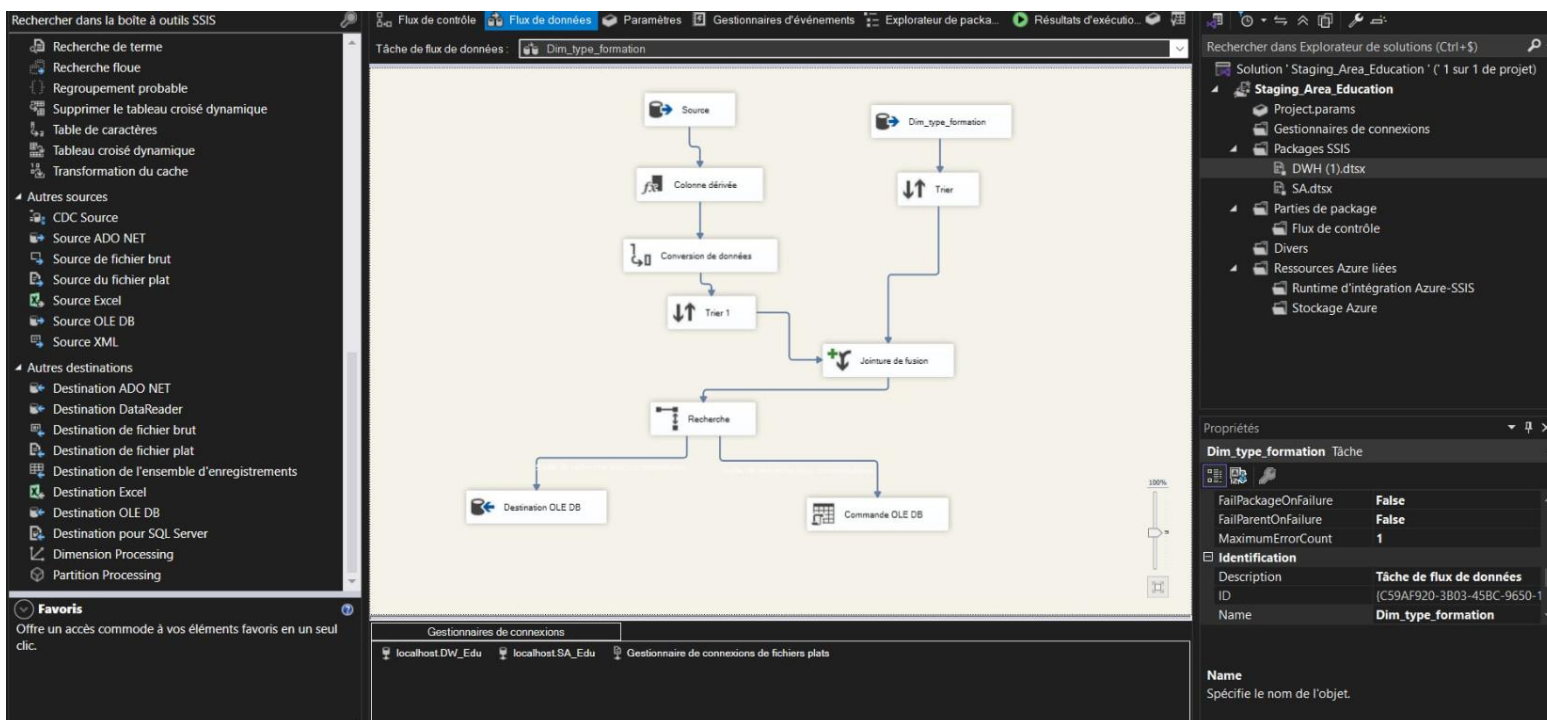 Rechercher dans la boîte à outils SSIS
Recherche de terme
Recherche floue
Regroupement probable
Supprimer le tableau croisé dynamique
Table de caractères
Tableau croisé dynamique
Transformation du cache
Autres sources
CDC Source
Source ADO NET
Source de fichier brut
Source du fichier plat
Source Excel
Source OLE DB
Source XML
Autres destinations
Destination ADO NET
Destination DataReader
Destination de fichier brut
Destination de fichier plat
Destination de l'ensemble d'enregistrements
Destination Excel
Destination OLE DB
Destination pour SQL Server
Dimension Processing
Partition Processing
Favoris
Offre un accès commode à vos éléments favoris en un seul
clic.
Flux de contrôle Flux de données Paramètres Gestionnaires d'événements Explorateur de packa... Résultats d'exécutio...
Tâche de flux de données : Dim_type_formation
Source
Dim_type_formation
Colonne dérivée
Trier
Conversion de données
Trier 1
Jointure de fusion
Recherche
Destination OLE DB
Commande OLE DB
100%
Gestionnaires de connexions
localhost.DW_Edu localhost.SA_Edu Gestionnaire de connexions de fichiers plats
Rechercher dans Explorateur de solutions (Ctrl+$)
Solution ' Staging_Area_Education ' (' 1 sur 1 de projet)
Staging_Area_Education
Project.params
Gestionnaires de connexions
Packages SSIS
DWH (1).dtsx
SA.dtsx
Parties de package
Flux de contrôle
Divers
Ressources Azure liées
Runtime d'intégration Azure-SSIS
Stockage Azure
Propriétés
Dim_type_formation Tâche
FailPackageOnFailure False
FailParentOnFailure False
MaximumErrorCount 1
Identification
Description Tâche de flux de données
ID {C59AF920-3B03-45BC-9650-1
Name Dim_type_formation
Name
Spécifie le nom de l'objet.